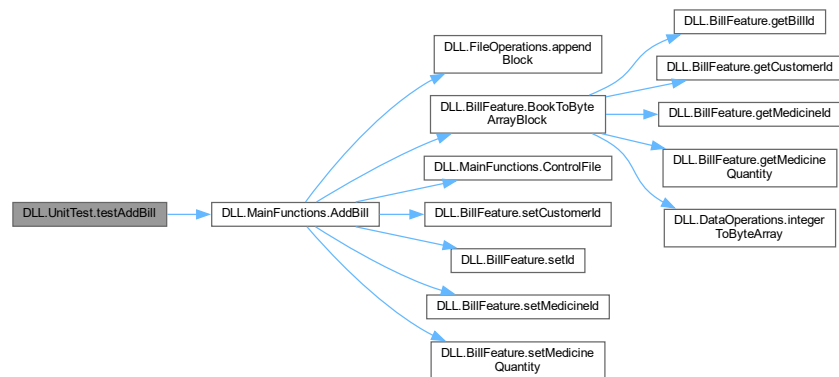 DLL.UnitTest.testAddBill
DLL.MainFunctions.AddBill
DLL.FileOperations.append
Block
DLL.BillFeature.BookToByte
ArrayBlock
DLL.MainFunctions.ControlFile
DLL.BillFeature.setCustomerId
DLL.BillFeature.setId
DLL.BillFeature.setMedicineId
DLL.BillFeature.setMedicine
Quantity
DLL.BillFeature.getBillId
DLL.BillFeature.getCustomerId
DLL.BillFeature.getMedicineId
DLL.BillFeature.getMedicine
Quantity
DLL.DataOperations.integer
ToByteArray